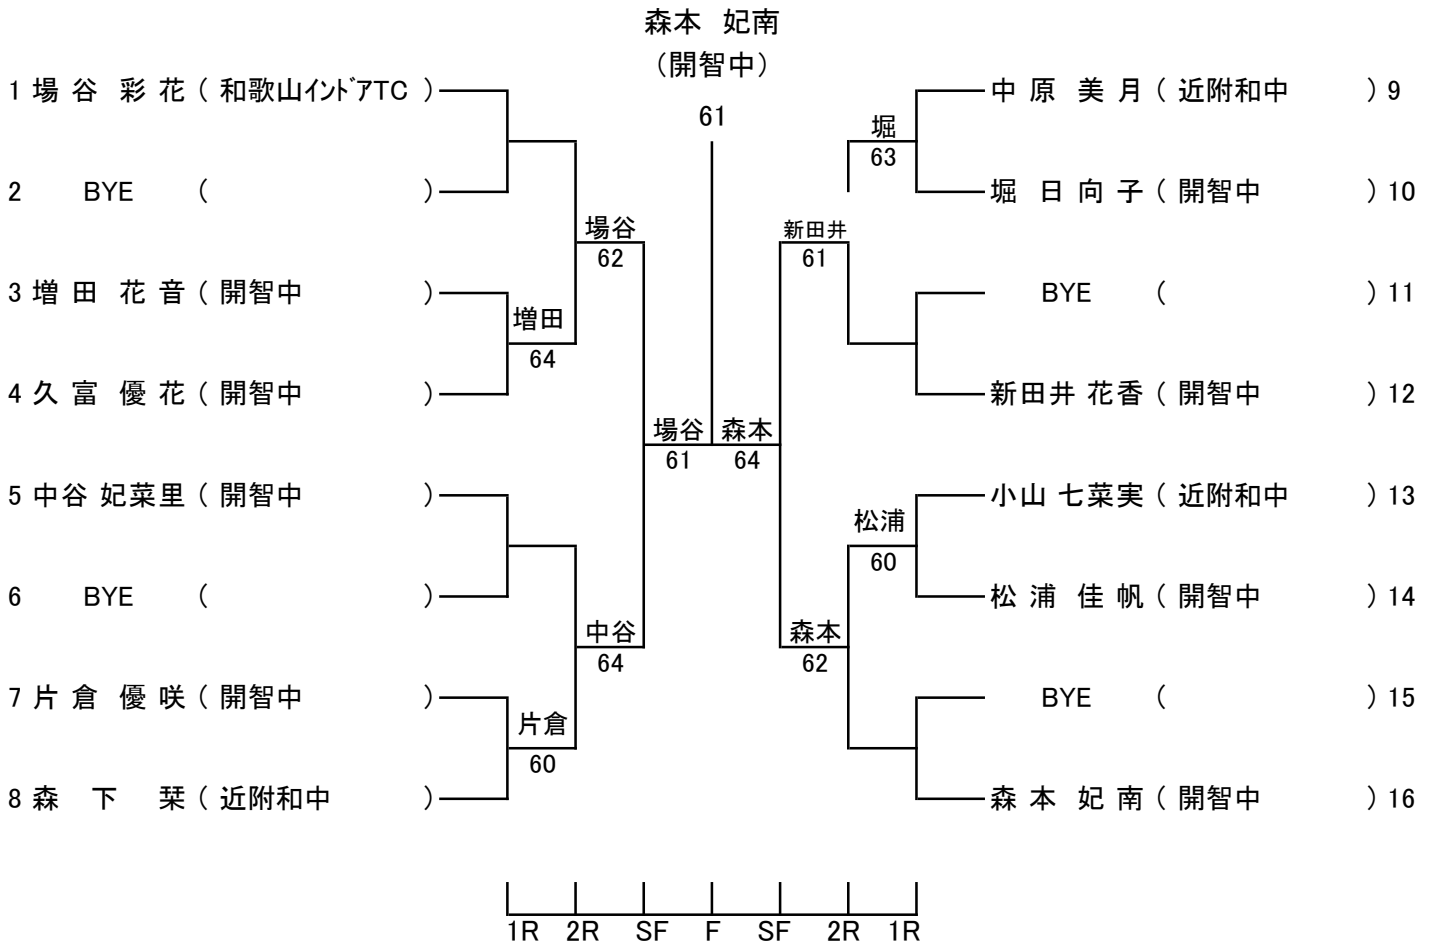 森本 妃南
（開智中）
61
1 場 谷 彩 花 （ 和歌山インドアTC ）
2 BYE （ ）
3 増 田 花 音 （ 開智中 ）
4 久 富 優 花 （ 開智中 ）
5 中谷 妃菜里 （ 開智中 ）
6 BYE （ ）
7 片 倉 優 咲 （ 開智中 ）
8 森 下 栞 （ 近附和中 ）
増田
64
片倉
60
場谷
62
中谷
64
場谷
61
森本
64
新田井
61
森本
62
堀
63
松浦
60
中 原 美 月 （ 近附和中 ） 9
堀 日 向 子 （ 開智中 ） 10
BYE （ ） 11
新田井 花香 （ 開智中 ） 12
小山 七菜実 （ 近附和中 ） 13
松 浦 佳 帆 （ 開智中 ） 14
BYE （ ） 15
森 本 妃 南 （ 開智中 ） 16
1R 2R SF F SF 2R 1R